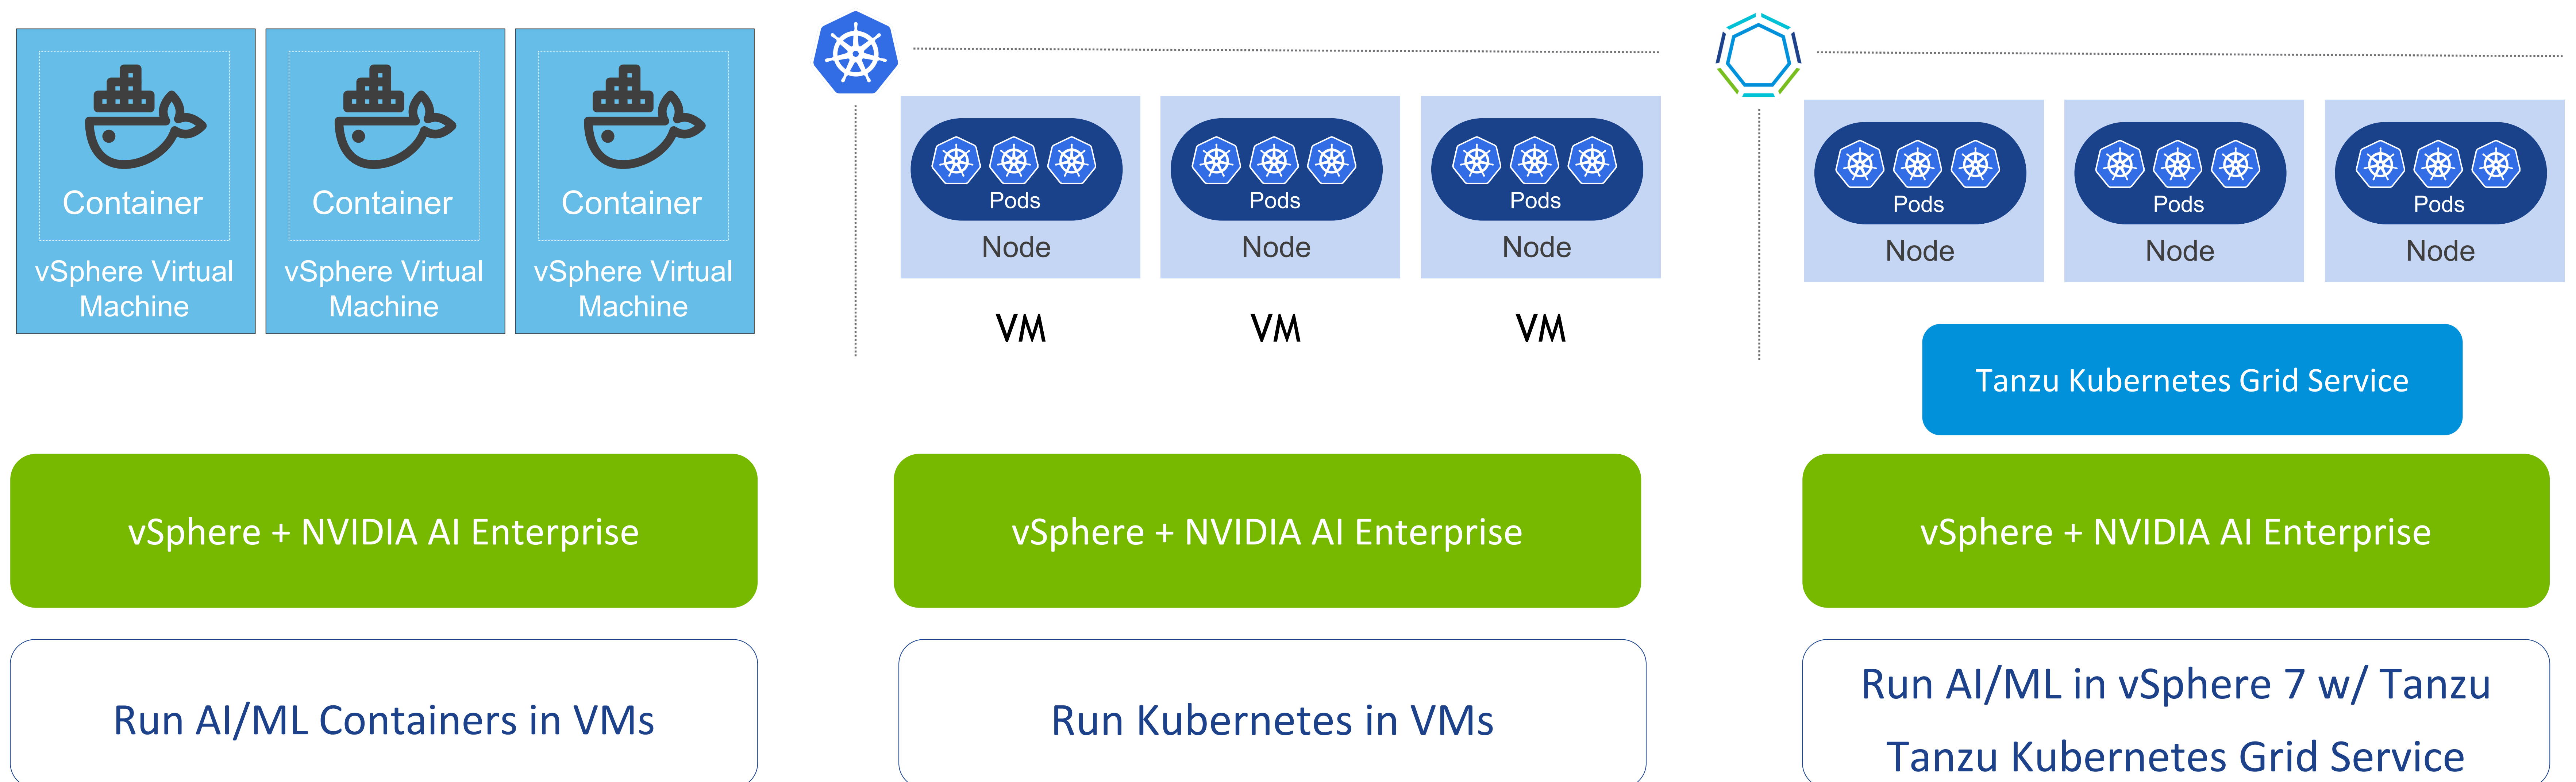 Container
vSphere Virtual
Machine
Container
vSphere Virtual
Machine
Container
vSphere Virtual
Machine
vSphere + NVIDIA AI Enterprise
Run AI/ML Containers in VMs
Pods
Node
VM
Pods
Node
VM
Pods
Node
VM
vSphere + NVIDIA AI Enterprise
Run Kubernetes in VMs
Pods
Node
Pods
Node
Pods
Node
Tanzu Kubernetes Grid Service
vSphere + NVIDIA AI Enterprise
Run AI/ML in vSphere 7 w/ Tanzu
Tanzu Kubernetes Grid Service